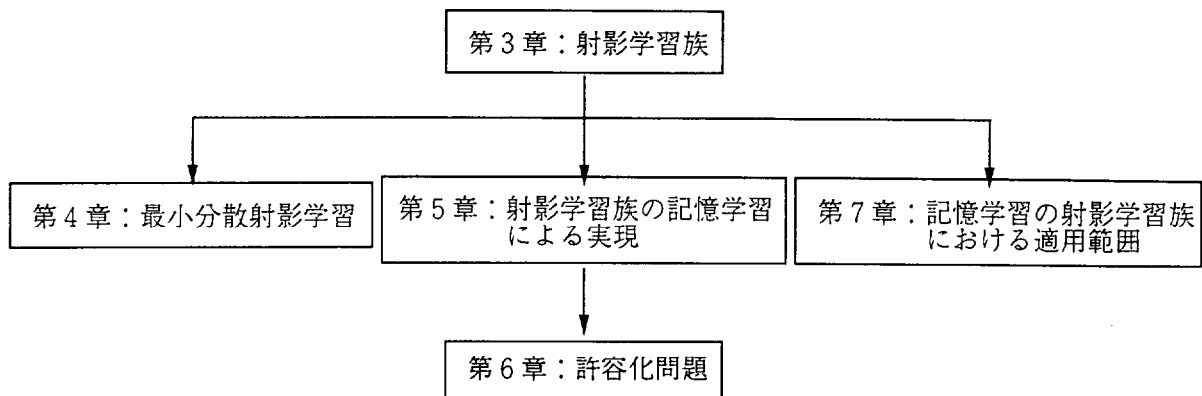 第3章：射影学習族
第4章：最小分散射影学習
第5章：射影学習族の記憶学習
による実現
第7章：記憶学習の射影学習族
における適用範囲
第6章：許容化問題